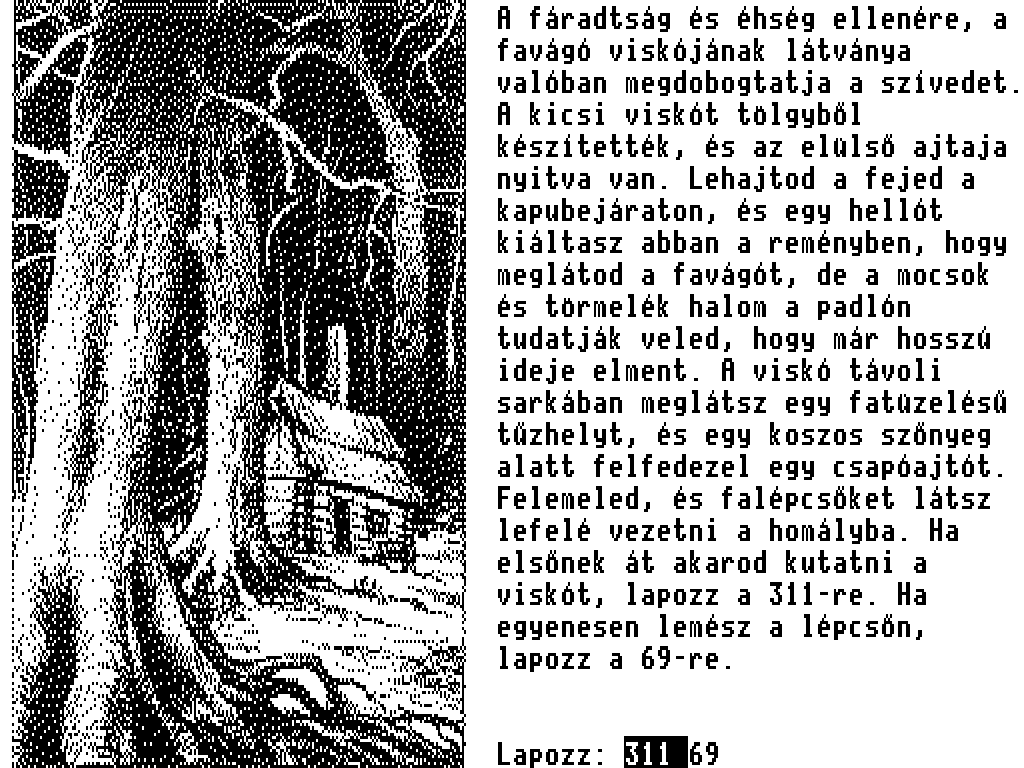 A fáradtság és éhség ellenére, a
favágó viskójának látványa
valóban megdobogtatja a szívedet.
A kicsi viskót tölgyből
készítették, és az elülső ajtaja
nyitva van. Lehajtod a fejed a
kapubejáraton, és egy hellót
kiáltasz abban a reményben, hogy
meglátod a favágót, de a mocsok
és törmelék halom a padlón
tudatják veled, hogy már hosszú
ideje elment. A viskó távoli
sarkában meglátsz egy fatüzelésű
tűzhelyt, és egy koszos szőnyeg
alatt felfedezel egy csapóajtót.
Felemeled, és falépcsőket látsz
lefelé vezetni a homályba. Ha
elsőnek át akarod kutatni a
viskót, lapozz a 311-re. Ha
egyenesen lemész a lépcsőn,
lapozz a 69-re.
Lapozz: 311 69